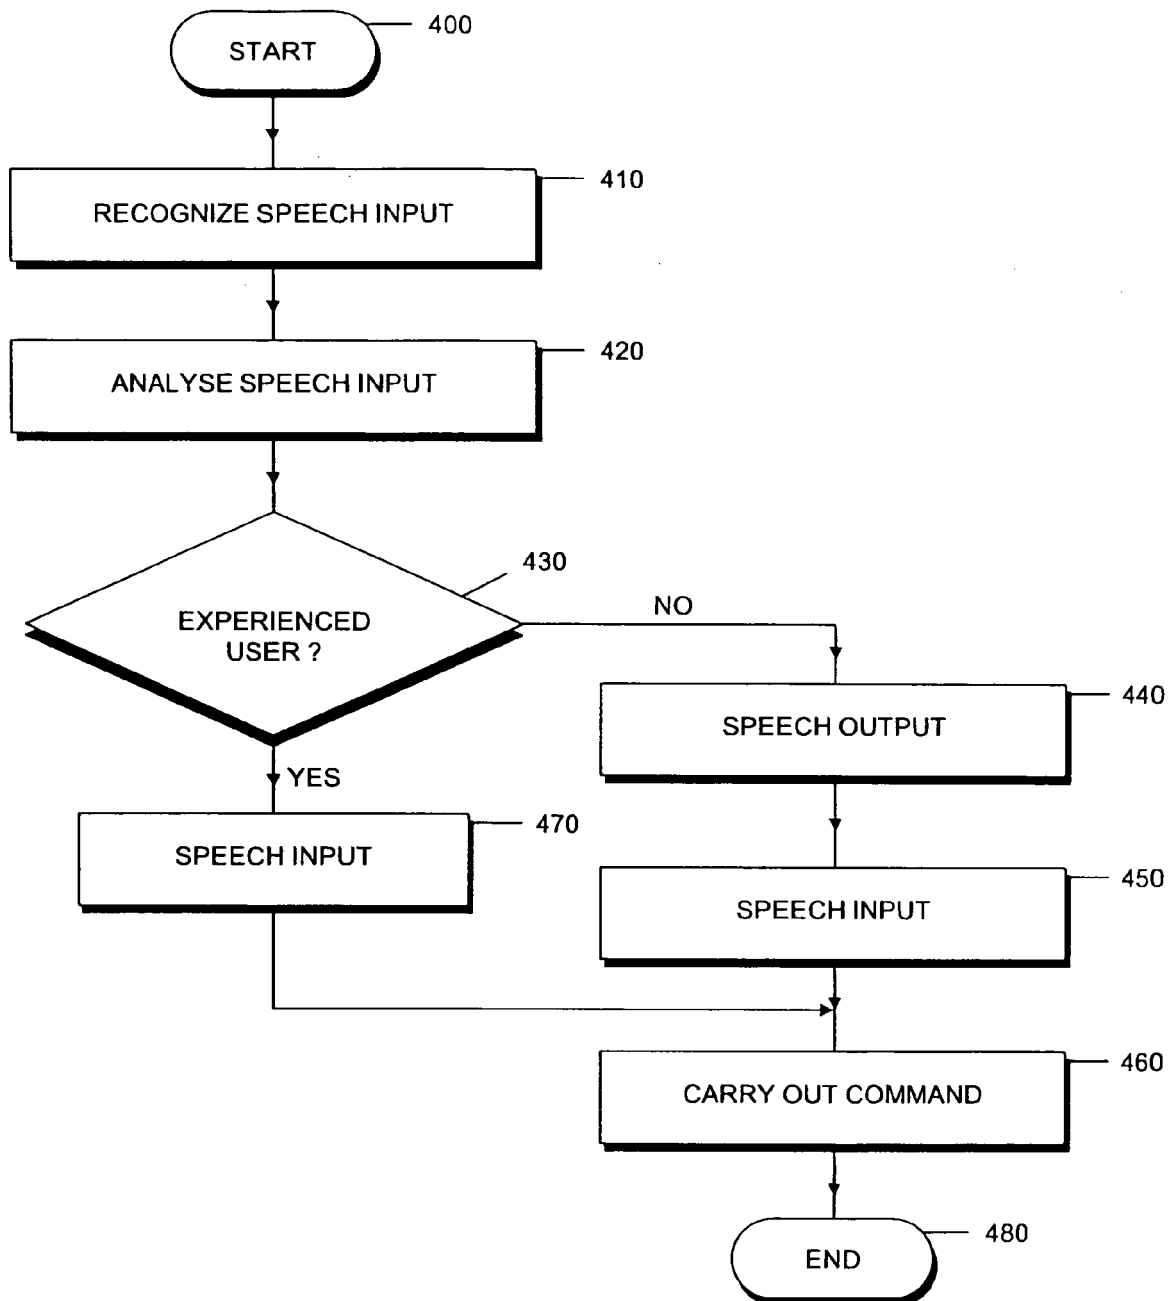 START
400
RECOGNIZE SPEECH INPUT
410
ANALYSE SPEECH INPUT
420
EXPERIENCED
USER ?
430
NO
YES
SPEECH OUTPUT
440
SPEECH INPUT
470
SPEECH INPUT
450
CARRY OUT COMMAND
460
END
480